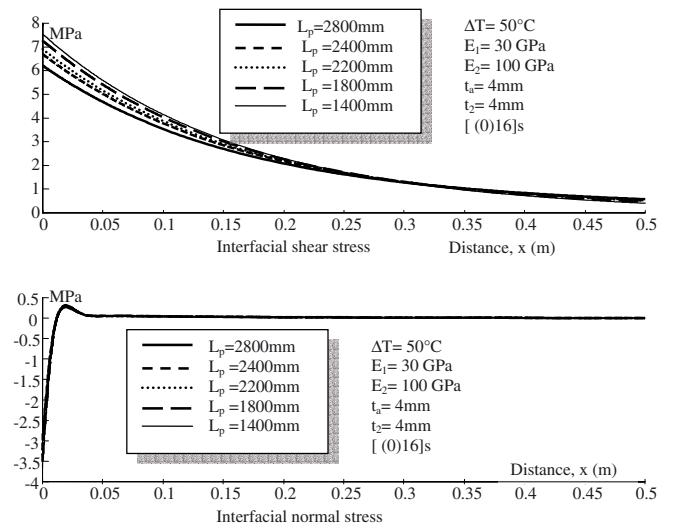 8
MPa
7
6
5
4
3
2
1
0
L_p=2800mm
L_p =2400mm
L_p =2200mm
L_p =1800mm
L_p =1400mm
ΔT= 50°C
E_1= 30 GPa
E_2= 100 GPa
t_a= 4mm
t_2= 4mm
[ (0)16]s
0 0.05 0.1 0.15 0.2 0.25 0.3 0.35 0.4 0.45 0.5
Interfacial shear stress Distance, x (m)
0.5
MPa
0
-0.5
-1
-1.5
-2
-2.5
-3
-3.5
-4
L_p=2800mm
L_p =2400mm
L_p =2200mm
L_p =1800mm
L_p =1400mm
ΔT= 50°C
E_1= 30 GPa
E_2= 100 GPa
t_a= 4mm
t_2= 4mm
[ (0)16]s
Distance, x (m)
0 0.05 0.1 0.15 0.2 0.25 0.3 0.35 0.4 0.45 0.5
Interfacial normal stress